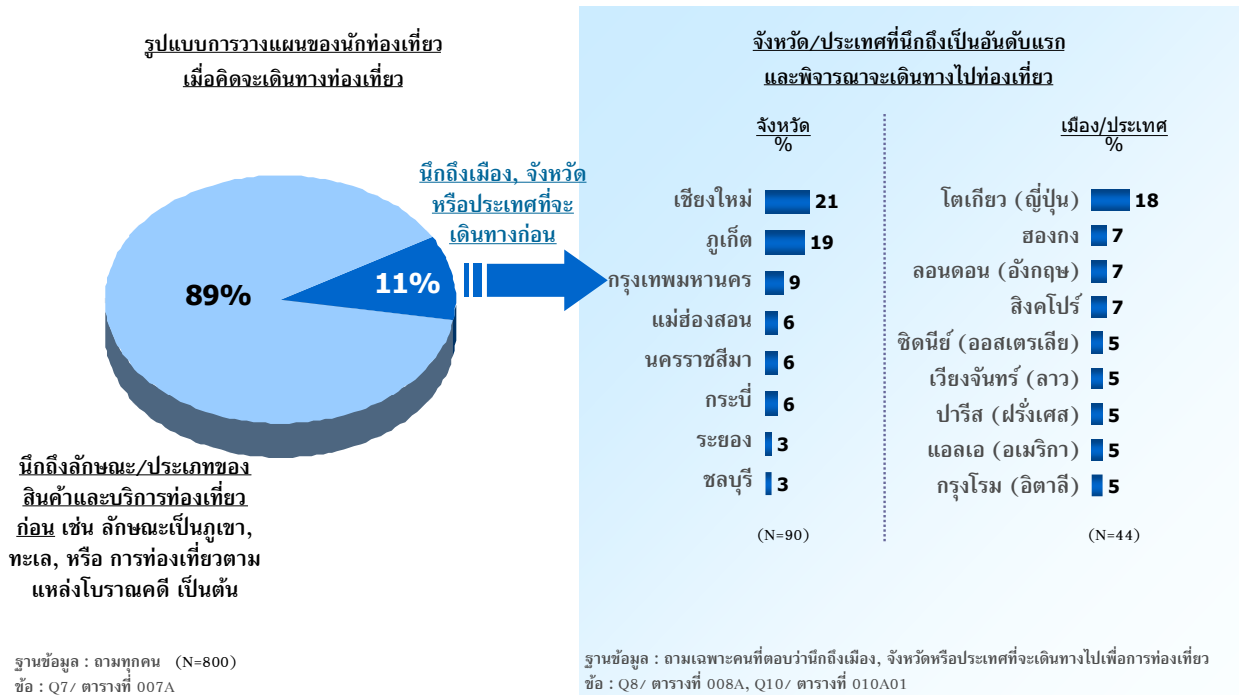 รูปแบบการวางแผนของนักท่องเที่ยว
เมื่อคิดจะเดินทางท่องเที่ยว
89%
11%
นึกถึงเมือง, จังหวัด
หรือประเทศที่จะ
เดินทางก่อน
นึกถึงลักษณะ/ประเภทของ
สินค้าและบริการท่องเที่ยว
ก่อน เช่น ลักษณะเป็นภูเขา,
ทะเล, หรือ การท่องเที่ยวตาม
แหล่งโบราณคดี เป็นต้น
ฐานข้อมูล : ถามทุกคน (N=800)
ข้อ : Q7/ ตารางที่ 007A
จังหวัด/ประเทศที่นึกถึงเป็นอันดับแรก
และพิจารณาจะเดินทางไปท่องเที่ยว
จังหวัด
%
เชียงใหม่ 21
ภูเก็ต 19
กรุงเทพมหานคร 9
แม่ฮ่องสอน 6
นครราชสีมา 6
กระบี่ 6
ระยอง 3
ชลบุรี 3
(N=90)
เมือง/ประเทศ
%
โตเกียว (ญี่ปุ่น) 18
ฮองกง 7
ลอนดอน (อังกฤษ) 7
สิงคโปร์ 7
ซิดนีย์ (ออสเตรเลีย) 5
เวียงจันทร์ (ลาว) 5
ปารีส (ฝรั่งเศส) 5
แอลเอ (อเมริกา) 5
กรุงโรม (อิตาลี) 5
(N=44)
ฐานข้อมูล : ถามเฉพาะคนที่ตอบว่านึกถึงเมือง, จังหวัดหรือประเทศที่จะเดินทางไปเพื่อการท่องเที่ยว
ข้อ : Q8/ ตารางที่ 008A, Q10/ ตารางที่ 010A01